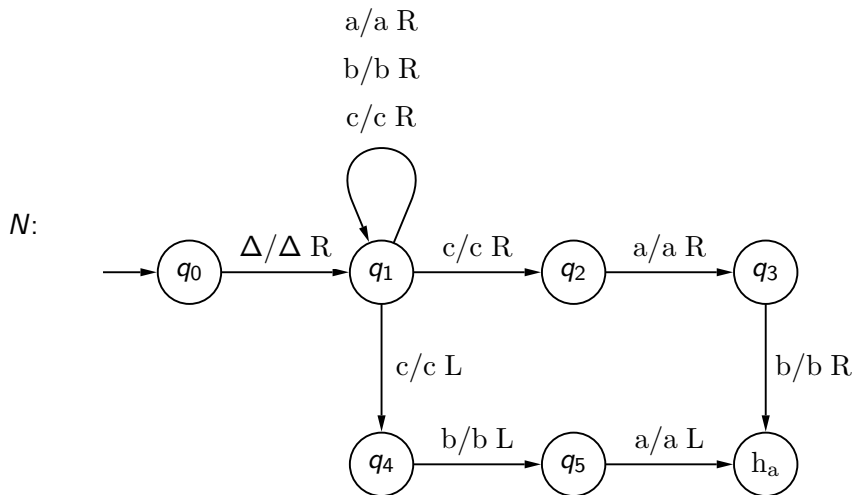 a/a R
b/b R
c/c R
N:
q0
Δ/Δ R
q1
c/c R
q2
a/a R
q3
c/c L
b/b R
q4
b/b L
q5
a/a L
ha